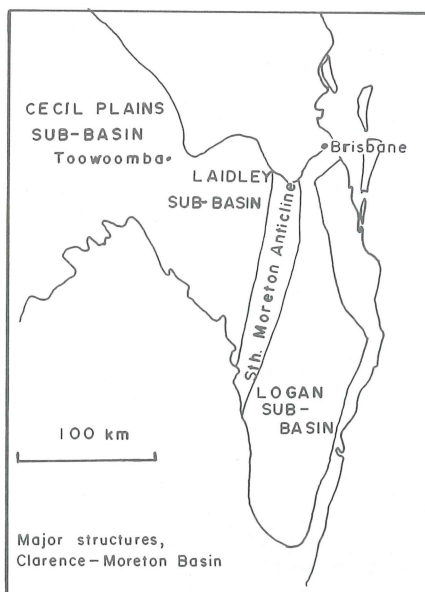 CECIL PLAINS
SUB-BASIN
Toowoomba
Brisbane
LAIDLEY
SUB-BASIN
Sth. Moreton Anticline
LOGAN
SUB-
BASIN
100 km
Major structures,
Clarence-Moreton Basin